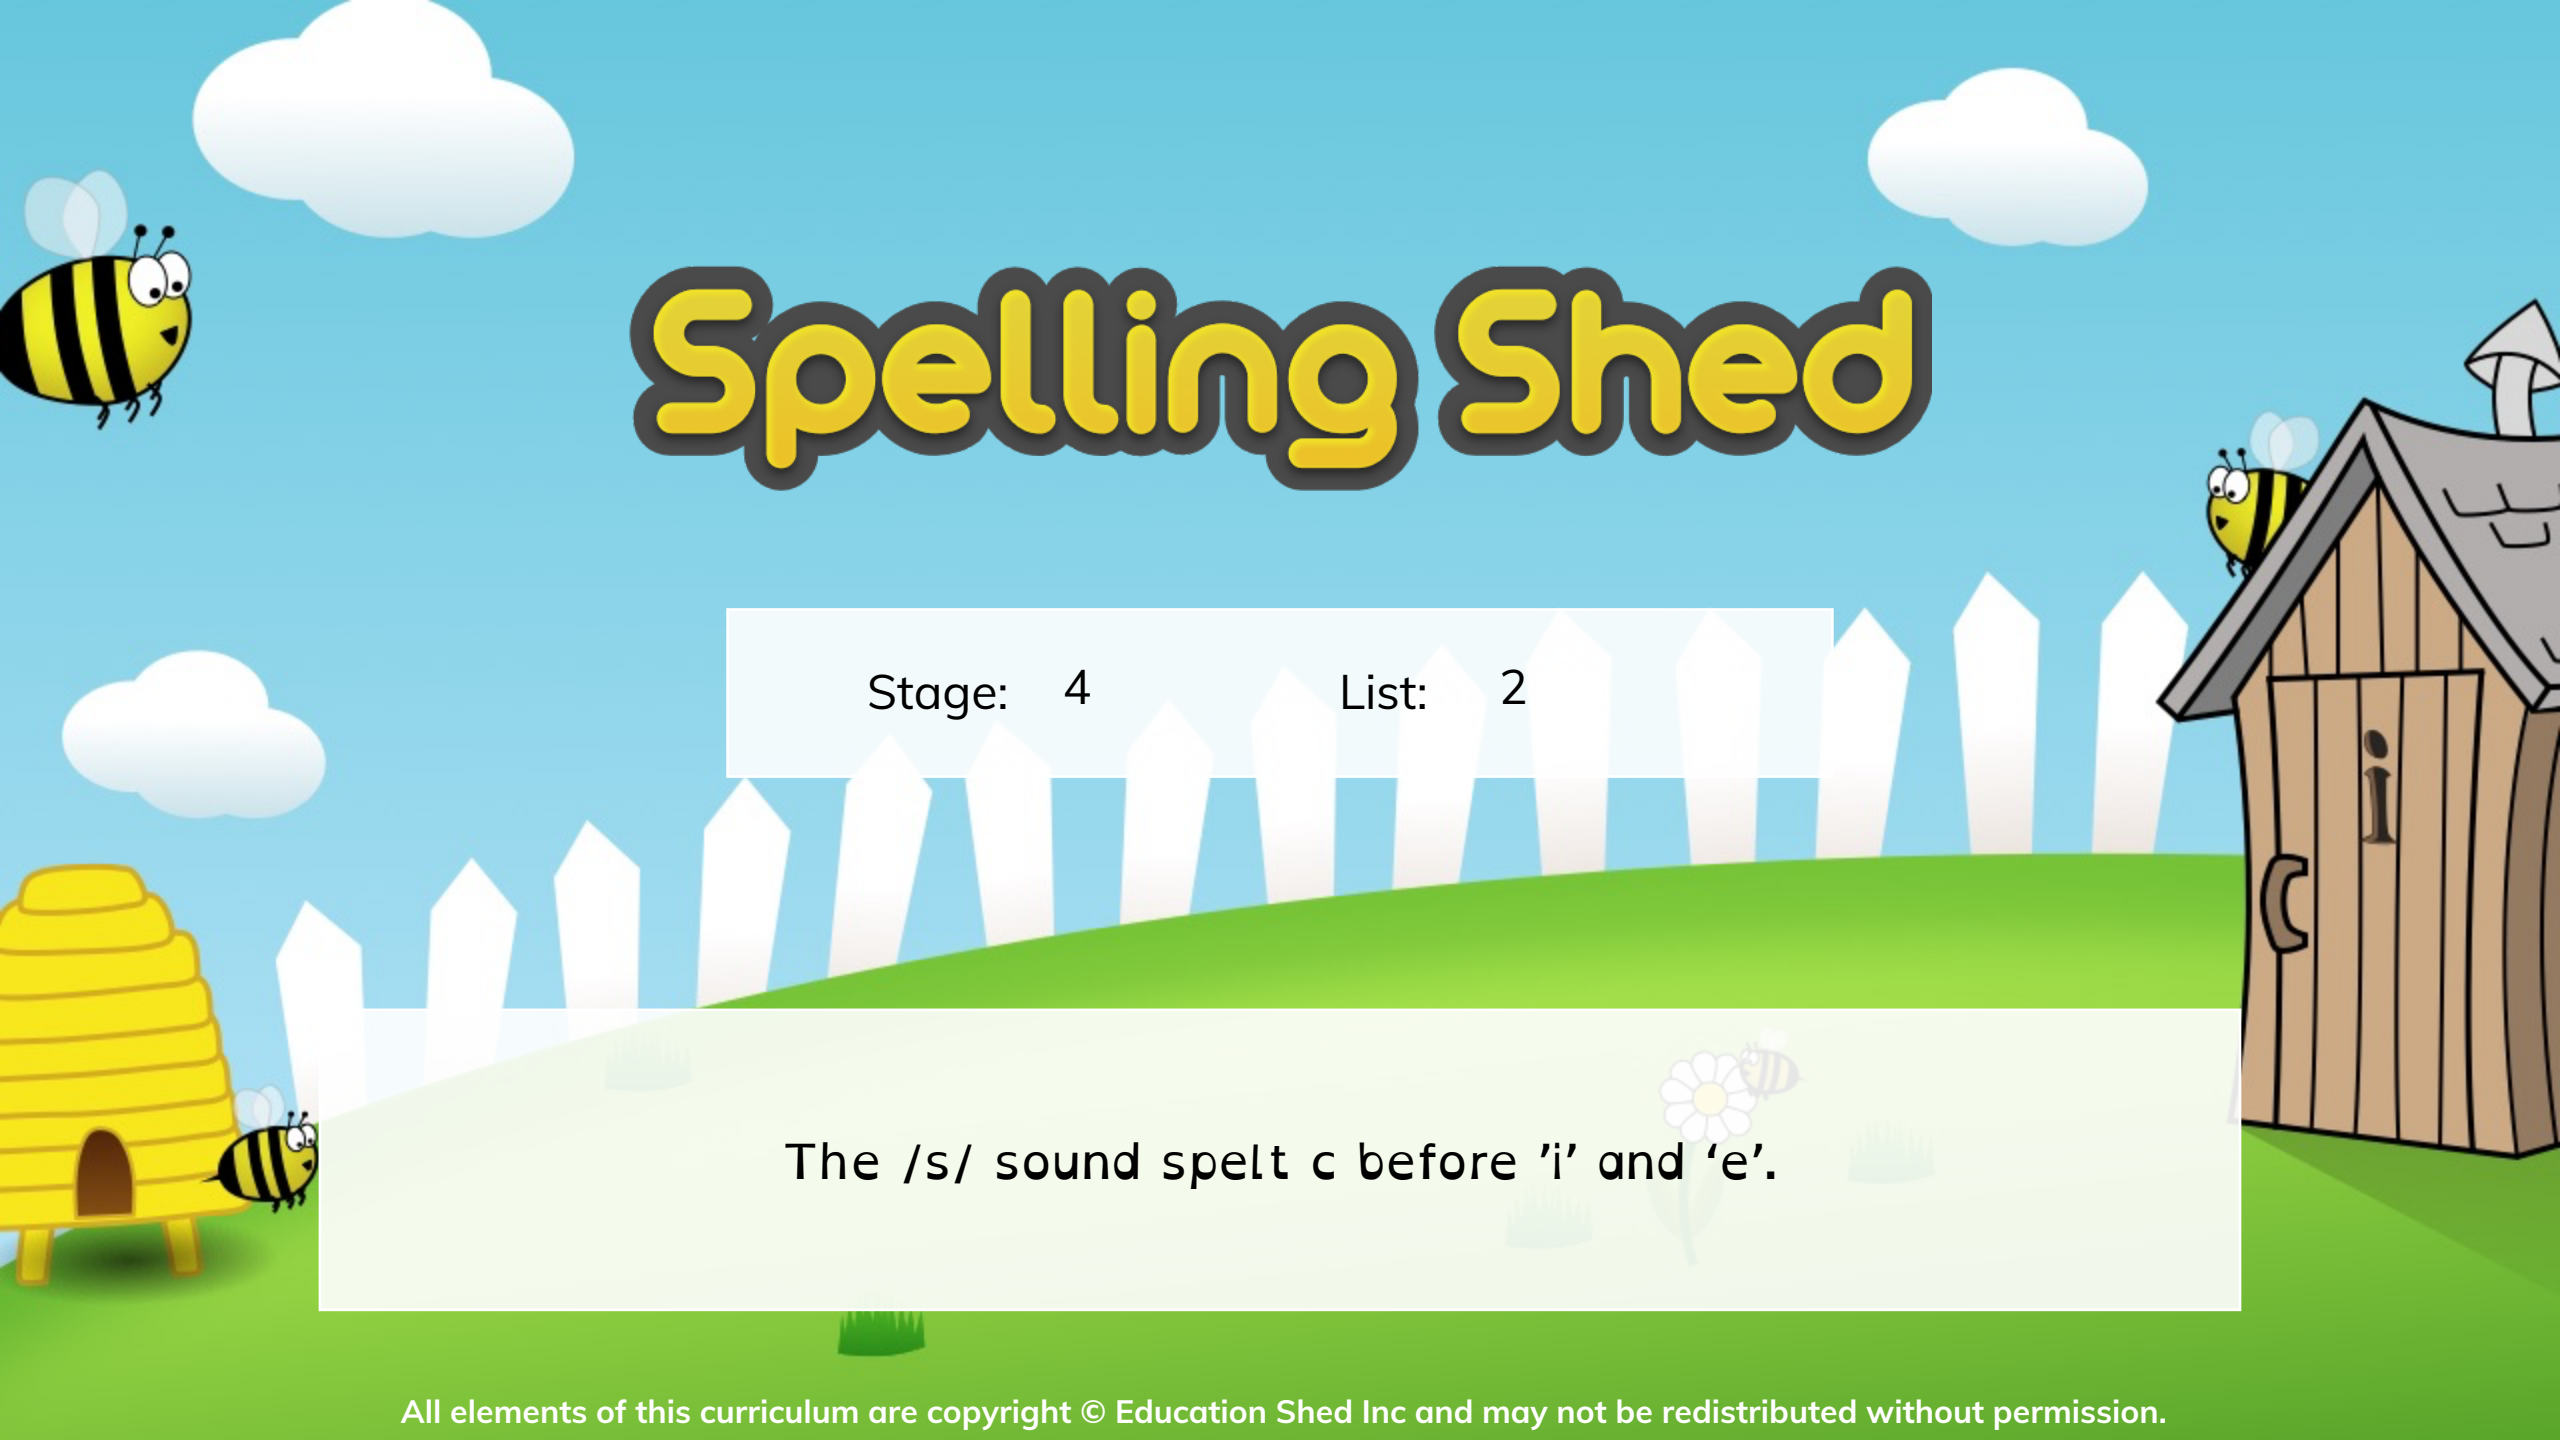 Spelling Shed
Stage: 4 List: 2
i
The /s/ sound spelt c before ’i’ and ‘e’.
All elements of this curriculum are copyright © Education Shed Inc and may not be redistributed without permission.